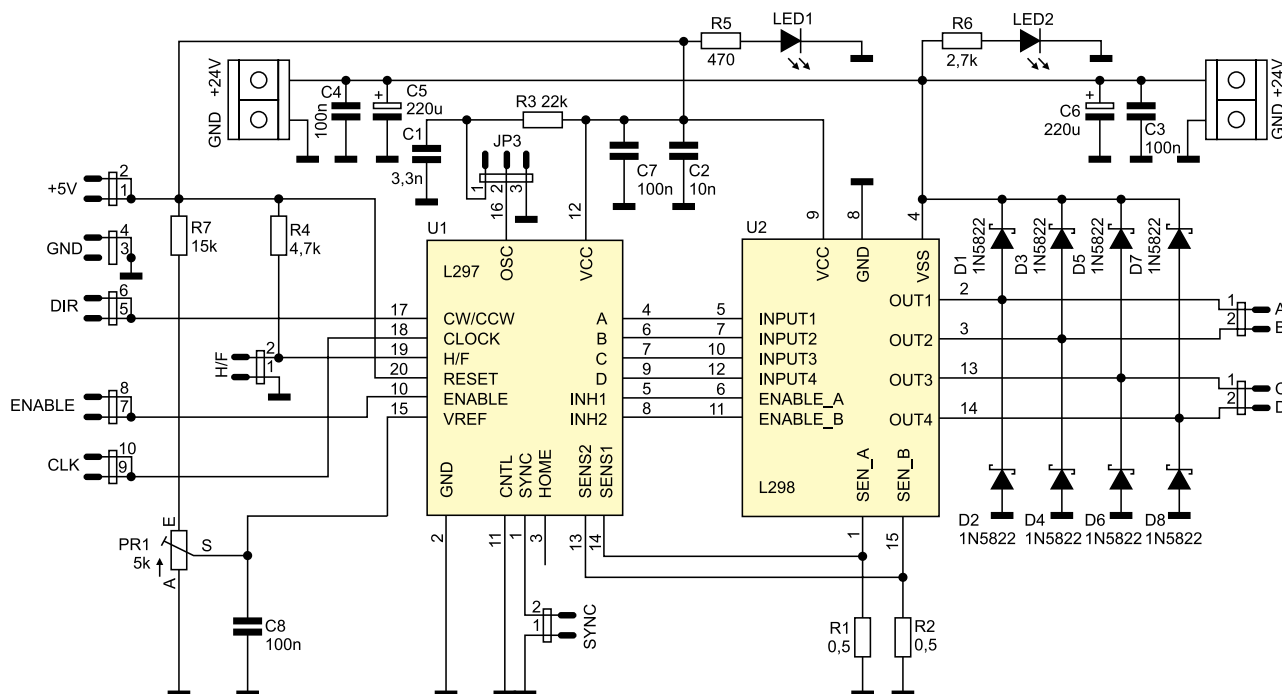 R5
470
LED1
R6
2,7k
LED2
GND +24V
C4
100n
+
C5
220u
R3 22k
C1
3,3n
JP3
1
2
3
C7
100n
C2
10n
+
C6
220u
C3
100n
GND +24V
+5V
2
1
GND
4
3
R7
15k
R4
4,7k
DIR
6
5
H/F
2
1
ENABLE
8
7
CLK
10
9
E
PR1
5k
S
A
C8
100n
U1
L297
16
OSC
12
VCC
17
CW/CCW
18
CLOCK
19
H/F
20
RESET
10
ENABLE
15
VREF
A
4
B
6
C
7
D
9
INH1
5
INH2
8
GND
2
CNTL
11
SYNC
1
HOME
3
SENS2
13
SENS1
14
2
1
SYNC
U2
L298
9
VCC
8
GND
4
VSS
5
INPUT1
7
INPUT2
10
INPUT3
12
INPUT4
6
ENABLE_A
11
ENABLE_B
OUT1
2
OUT2
3
OUT3
13
OUT4
14
SEN_A
1
SEN_B
15
R1
0,5
R2
0,5
D1
1N5822
D3
1N5822
D5
1N5822
D7
1N5822
1
2
A
B
1
2
C
D
D2
1N5822
D4
1N5822
D6
1N5822
D8
1N5822